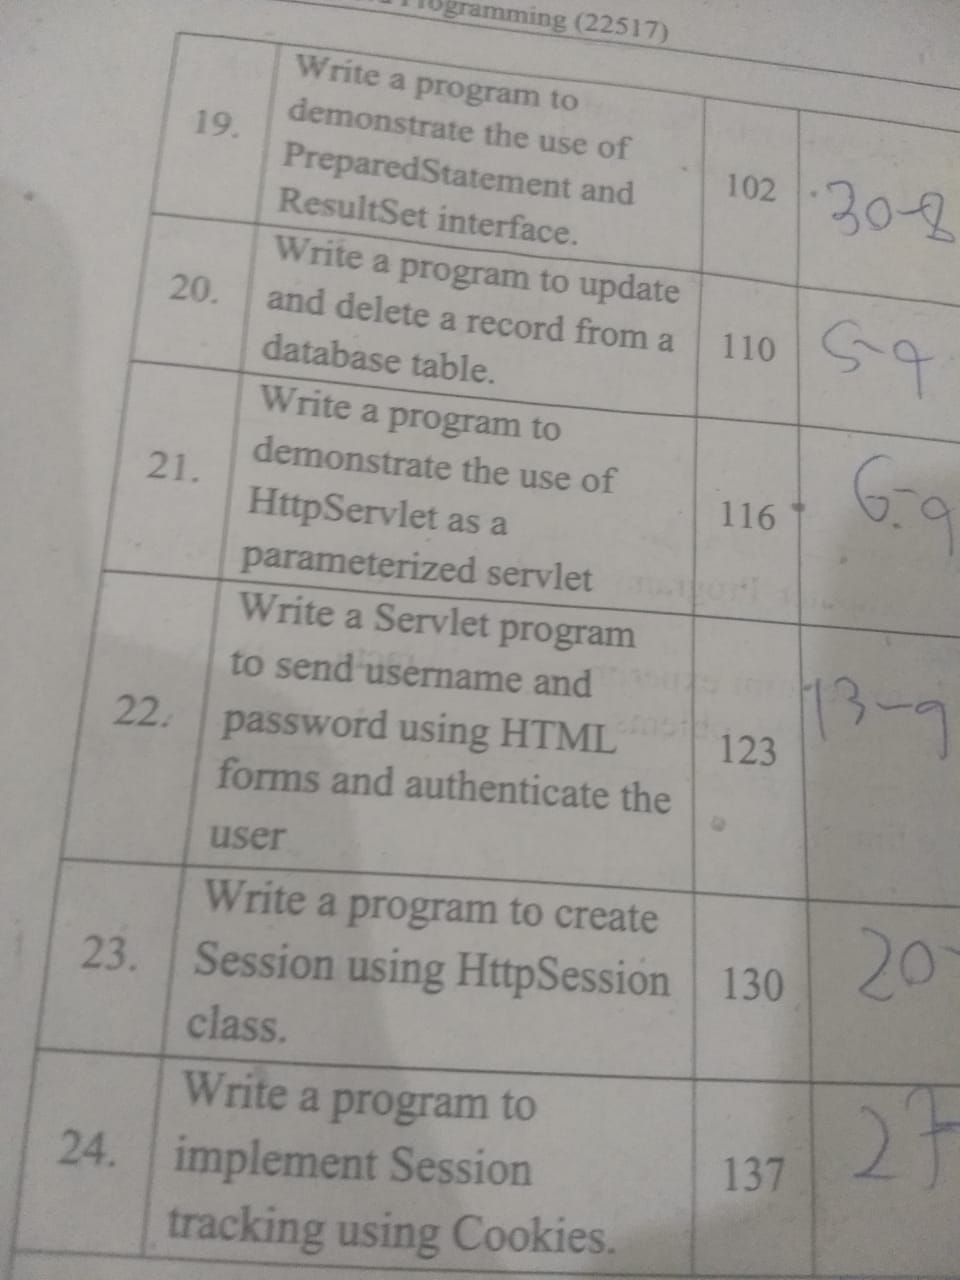 Programming (22517)
19.
Write a program to
demonstrate the use of
PreparedStatement and
ResultSet interface.
102
30-8
20.
Write a program to update
and delete a record from a
database table.
110
5-9
21.
Write a program to
demonstrate the use of
HttpServlet as a
parameterized servlet
116
6-9
22.
Write a Servlet program
to send username and
password using HTML
forms and authenticate the
user
123
13-9
23.
Write a program to create
Session using HttpSession
class.
130
20-
24.
Write a program to
implement Session
tracking using Cookies.
137
27